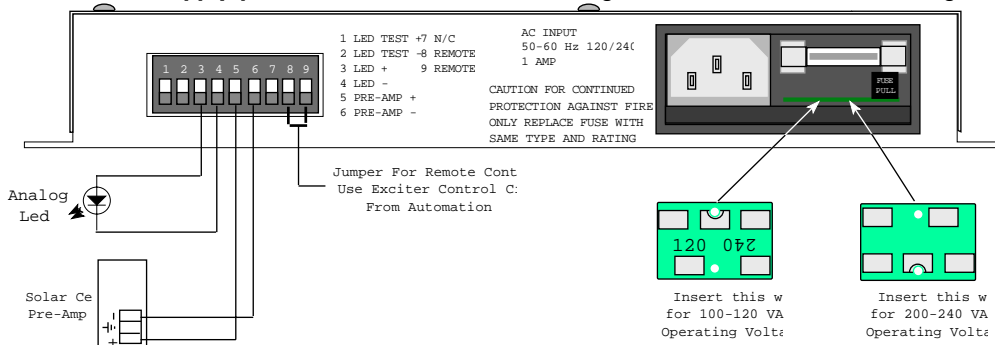 1 2 3 4 5 6 7 8 9
1 LED TEST +7 N/C
2 LED TEST -8 REMOTE
3 LED + 9 REMOTE
4 LED -
5 PRE-AMP +
6 PRE-AMP -
AC INPUT
50-60 Hz 120/240
1 AMP
CAUTION FOR CONTINUED
PROTECTION AGAINST FIRE
ONLY REPLACE FUSE WITH
SAME TYPE AND RATING
FUSE
PULL
Jumper For Remote Cont
Use Exciter Control C
From Automation
Analog
Led
Solar Ce
Pre-Amp
- +
120 240
Insert this w
for 100-120 VA
Operating Volta
Insert this w
for 200-240 VA
Operating Volta